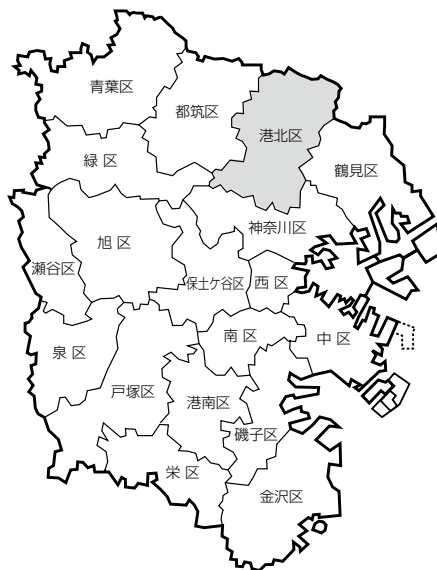 青葉区
都筑区
港北区
緑 区
鶴見区
神奈川区
旭 区
瀬谷区
保土ケ谷区
西 区
泉 区
南 区
中 区
戸塚区
港南区
磯子区
栄 区
金沢区